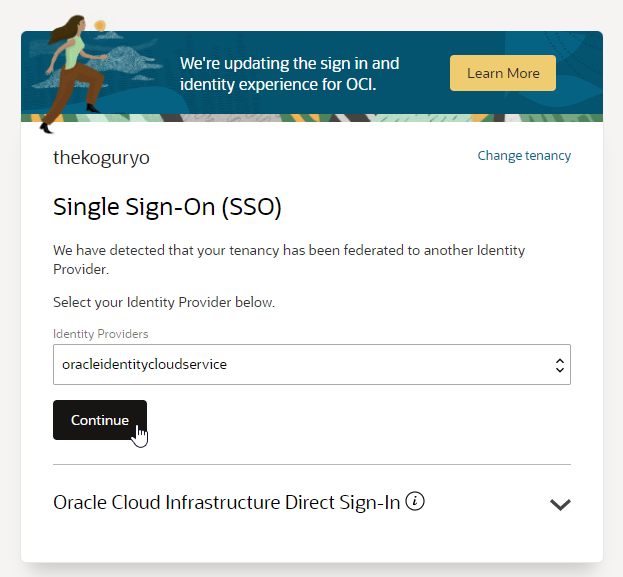 We're updating the sign in and
identity experience for OCI.
Learn More
thekoguryo
Change tenancy
Single Sign-On (SSO)
We have detected that your tenancy has been federated to another Identity
Provider.
Select your Identity Provider below.
Identity Providers
oracleidentitycloudservice
Continue
Oracle Cloud Infrastructure Direct Sign-In i